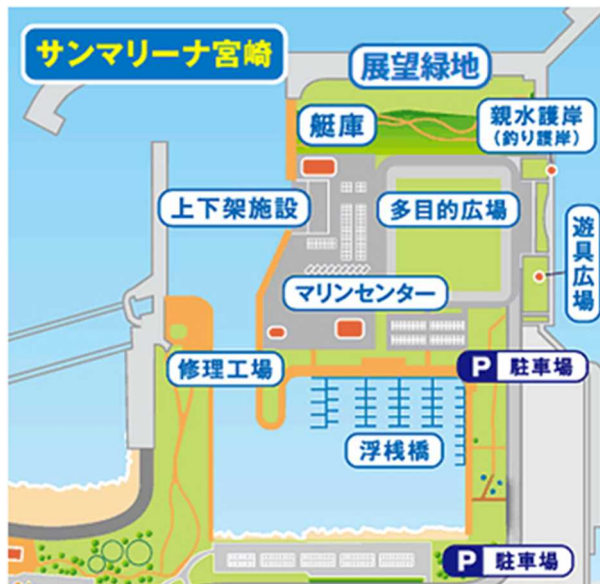 サンマリーナ宮崎
展望緑地
艇庫
親水護岸
(釣り護岸)
上下架施設
多目的広場
遊具広場
マリンセンター
修理工場
P 駐車場
浮桟橋
P 駐車場